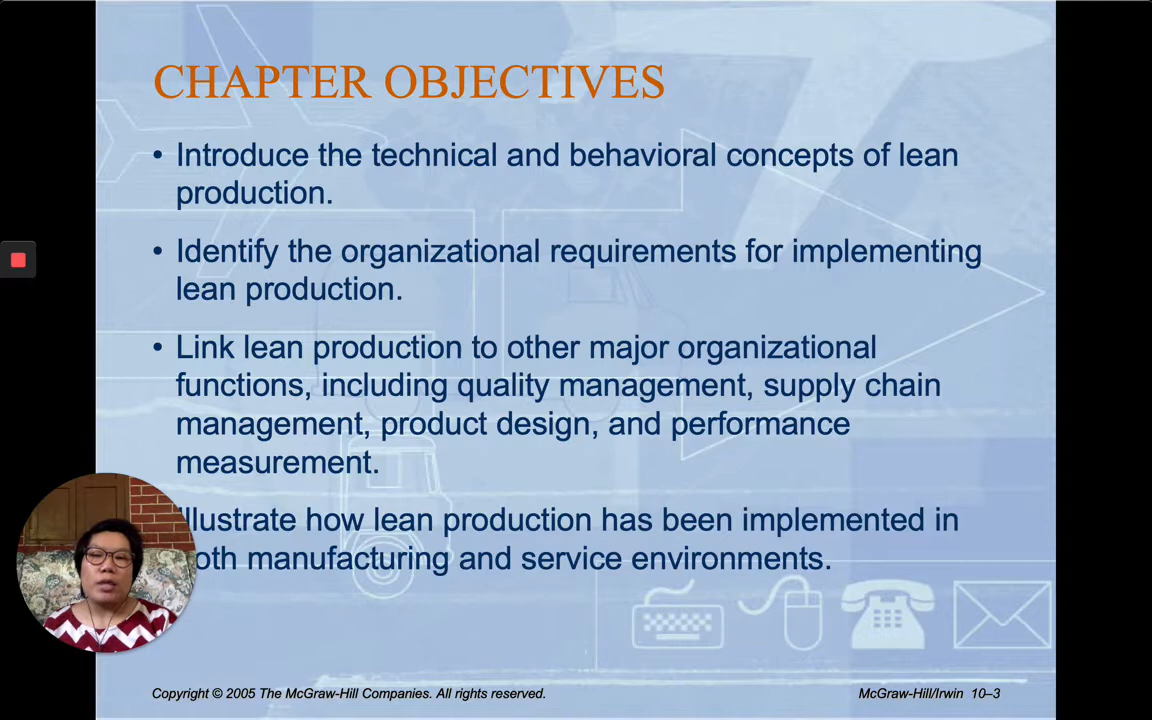 CHAPTER OBJECTIVES
• Introduce the technical and behavioral concepts of lean
production.
• Identify the organizational requirements for implementing
lean production.
• Link lean production to other major organizational
functions, including quality management, supply chain
management, product design, and performance
measurement.
Illustrate how lean production has been implemented in
both manufacturing and service environments.
Copyright © 2005 The McGraw-Hill Companies. All rights reserved.
McGraw-Hill/Irwin 10–3